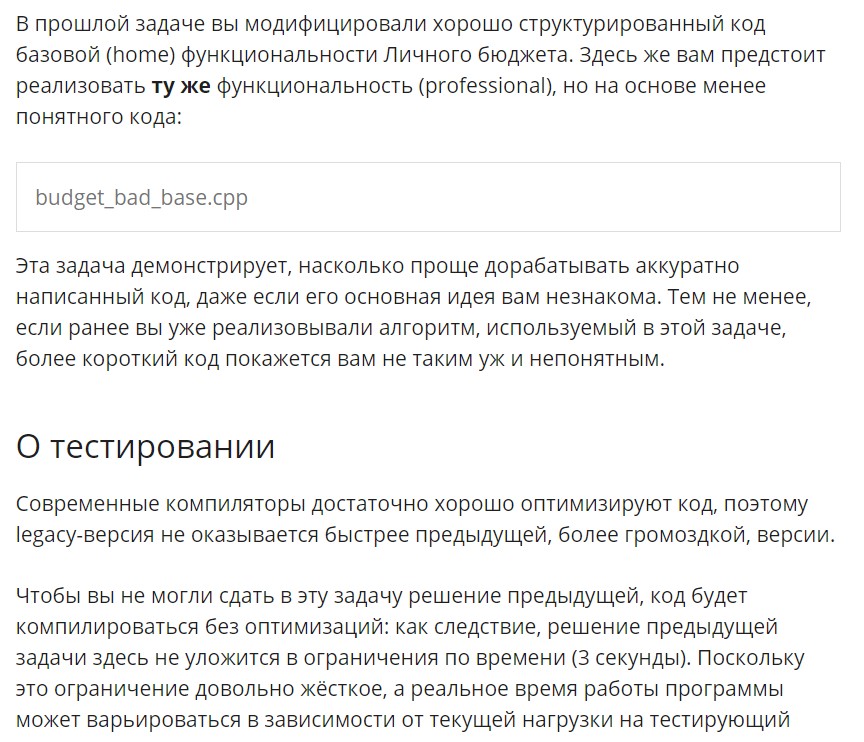 В прошлой задаче вы модифицировали хорошо структурированный код
базовой (home) функциональности Личного бюджета. Здесь же вам предстоит
реализовать ту же функциональность (professional), но на основе менее
понятного кода:
budget_bad_base.cpp
Эта задача демонстрирует, насколько проще дорабатывать аккуратно
написанный код, даже если его основная идея вам незнакома. Тем не менее,
если ранее вы уже реализовывали алгоритм, используемый в этой задаче,
более короткий код покажется вам не таким уж и непонятным.
О тестировании
Современные компиляторы достаточно хорошо оптимизируют код, поэтому
legacy-версия не оказывается быстрее предыдущей, более громоздкой, версии.
Чтобы вы не могли сдать в эту задачу решение предыдущей, код будет
компилироваться без оптимизаций: как следствие, решение предыдущей
задачи здесь не уложится в ограничения по времени (3 секунды). Поскольку
это ограничение довольно жёсткое, а реальное время работы программы
может варьироваться в зависимости от текущей нагрузки на тестирующий